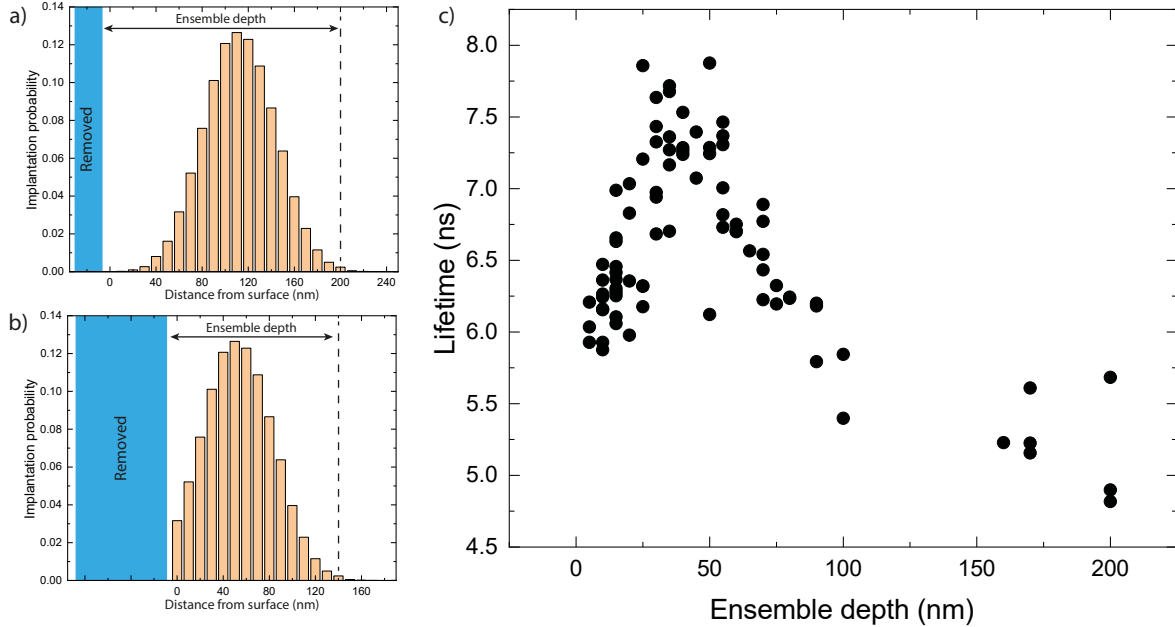 a)
Ensemble depth
Removed
Implantation probability
0.14
0.12
0.10
0.08
0.06
0.04
0.02
0.00
0 40 80 120 160 200 240
Distance from surface (nm)
b)
Ensemble depth
Removed
Implantation probability
0.14
0.12
0.10
0.08
0.06
0.04
0.02
0.00
0 40 80 120 160
Distance from surface (nm)
c)
Lifetime (ns)
8.0
7.5
7.0
6.5
6.0
5.5
5.0
4.5
0 50 100 150 200
Ensemble depth (nm)